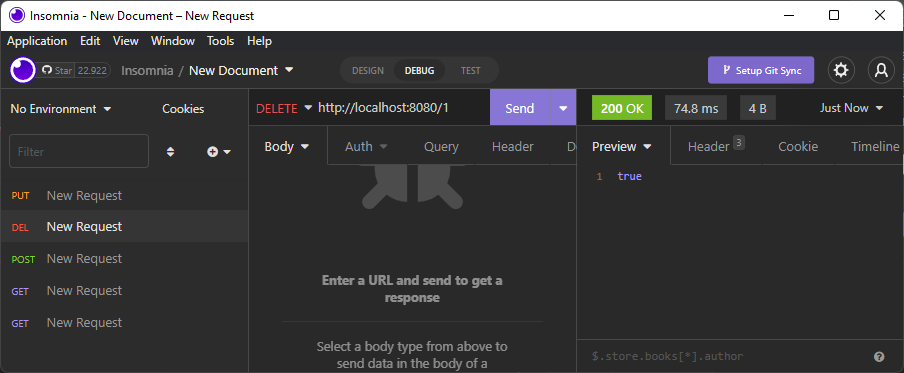 Insomnia - New Document – New Request
Application Edit View Window Tools Help
Star 22.922 Insomnia / New Document DESIGN DEBUG TEST Setup Git Sync
No Environment Cookies
DELETE http://localhost:8080/1 Send
200 OK 74.8 ms 4 B Just Now
Filter
Body Auth Query Header
Preview Header 3 Cookie Timeline
PUT New Request
DEL New Request
POST New Request
GET New Request
GET New Request
Enter a URL and send to get a
response
Select a body type from above to
send data in the body of a
1 true
$.store.books[*].author